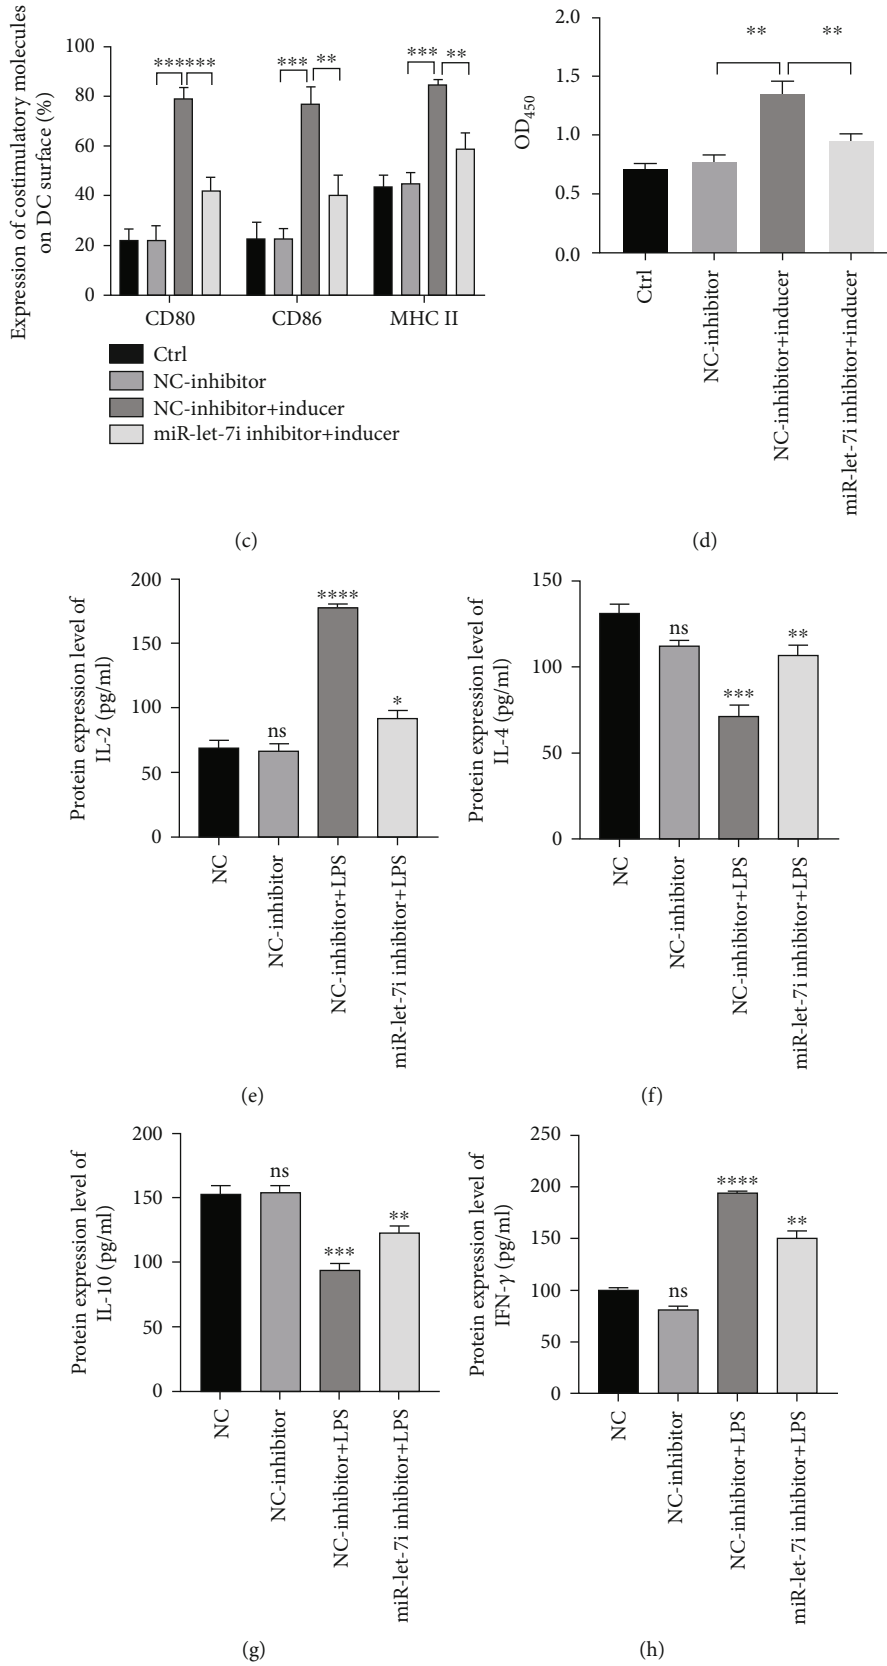 Expression of costimulatory molecules
on DC surface (%)
100
80
60
40
20
0
******
*** **
*** **
CD80 CD86 MHC II
Ctrl
NC-inhibitor
NC-inhibitor+inducer
miR-let-7i inhibitor+inducer
(c)
OD450
2.0
1.5
1.0
0.5
0.0
** **
Ctrl
NC-inhibitor
NC-inhibitor+inducer
miR-let-7i inhibitor+inducer
(d)
Protein expression level of
IL-2 (pg/ml)
200
150
100
50
0
ns
****
*
NC
NC-inhibitor
NC-inhibitor+LPS
miR-let-7i inhibitor+LPS
(e)
Protein expression level of
IL-4 (pg/ml)
150
100
50
0
ns
***
**
NC
NC-inhibitor
NC-inhibitor+LPS
miR-let-7i inhibitor+LPS
(f)
Protein expression level of
IL-10 (pg/ml)
200
150
100
50
0
ns
***
**
NC
NC-inhibitor
NC-inhibitor+LPS
miR-let-7i inhibitor+LPS
(g)
Protein expression level of
IFN-γ (pg/ml)
250
200
150
100
50
0
ns
****
**
NC
NC-inhibitor
NC-inhibitor+LPS
miR-let-7i inhibitor+LPS
(h)